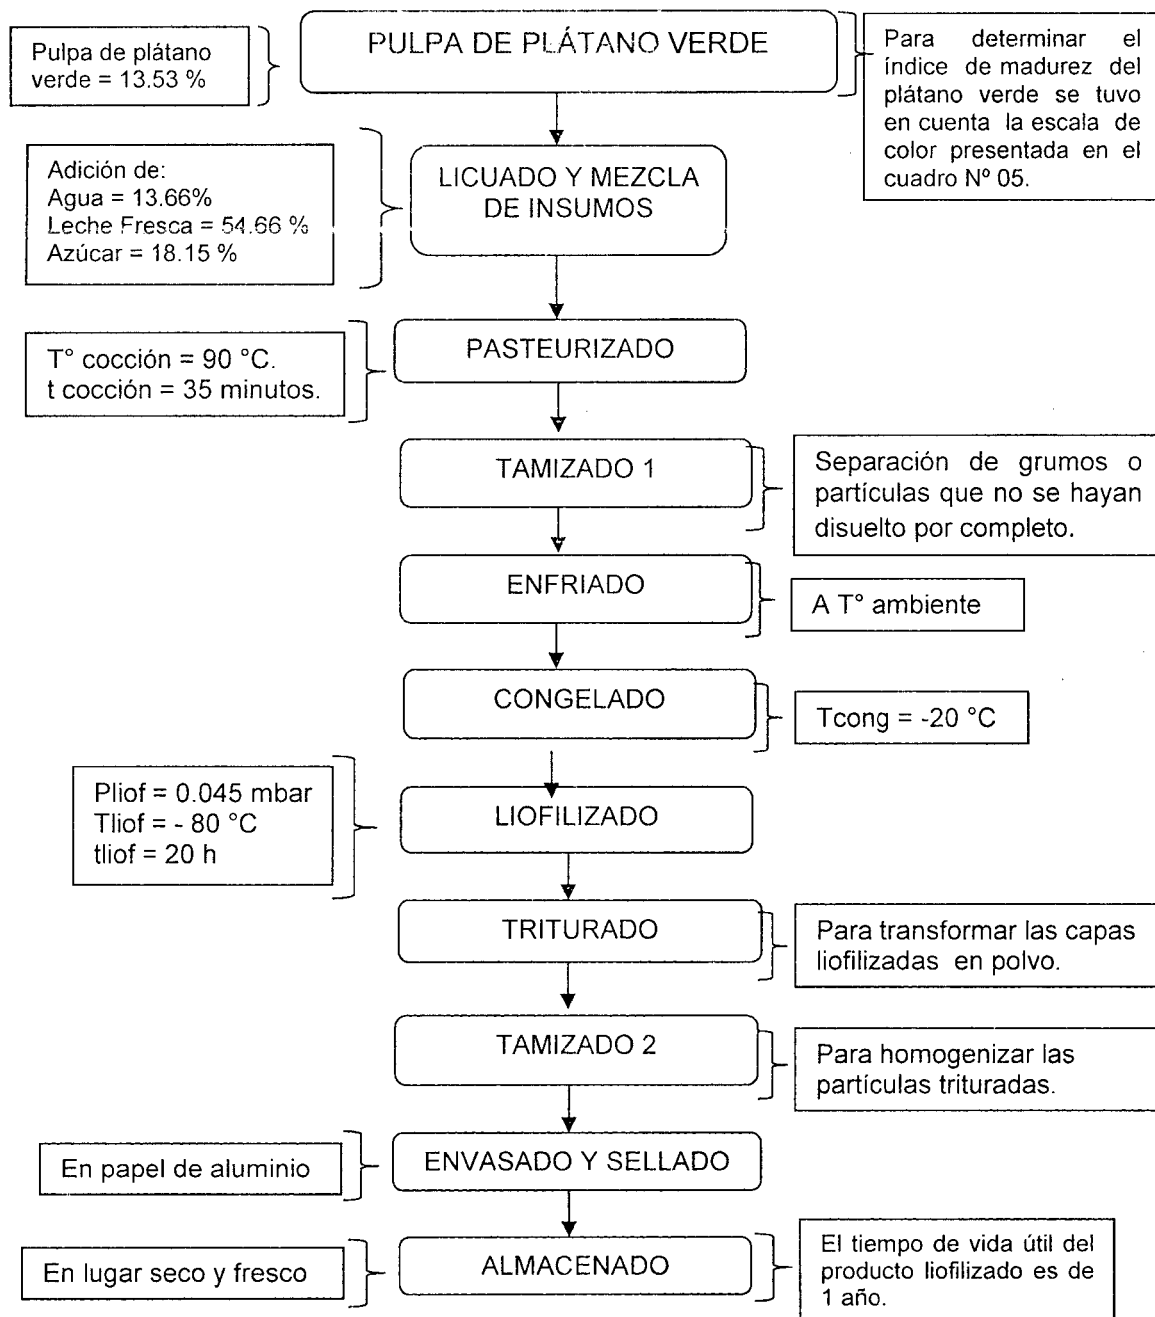 PULPA DE PLÁTANO VERDE
Pulpa de plátano
verde = 13.53 %
Para determinar el
índice de madurez del
plátano verde se tuvo
en cuenta la escala de
color presentada en el
cuadro Nº 05.
Adición de:
Agua = 13.66%
Leche Fresca = 54.66 %
Azúcar = 18.15 %
LICUADO Y MEZCLA
DE INSUMOS
T° cocción = 90 °C.
t cocción = 35 minutos.
PASTEURIZADO
TAMIZADO 1
Separación de grumos o
partículas que no se hayan
disuelto por completo.
ENFRIADO
A T° ambiente
CONGELADO
Tcong = -20 °C
Pliof = 0.045 mbar
Tliof = - 80 °C
tliof = 20 h
LIOFILIZADO
TRITURADO
Para transformar las capas
liofilizadas en polvo.
TAMIZADO 2
Para homogenizar las
partículas trituradas.
En papel de aluminio
ENVASADO Y SELLADO
En lugar seco y fresco
ALMACENADO
El tiempo de vida útil del
producto liofilizado es de
1 año.